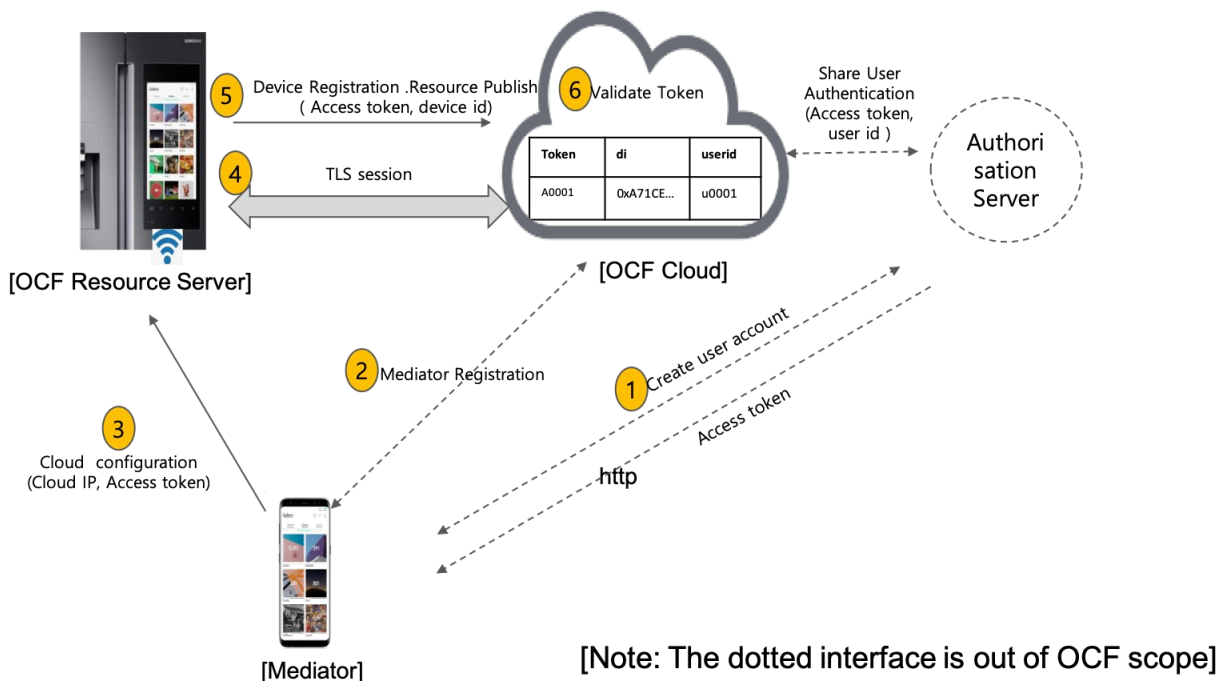 5
Device Registration .Resource Publish
( Access token, device id)
6
Validate Token
Share User
Authentication
(Access token,
user id )
Authori
sation
Server
Token di userid
A0001 0xA71CE... u0001
4
TLS session
[OCF Resource Server]
[OCF Cloud]
2
Mediator Registration
1
Create user account
Access token
http
3
Cloud configuration
(Cloud IP, Access token)
[Mediator]
[Note: The dotted interface is out of OCF scope]